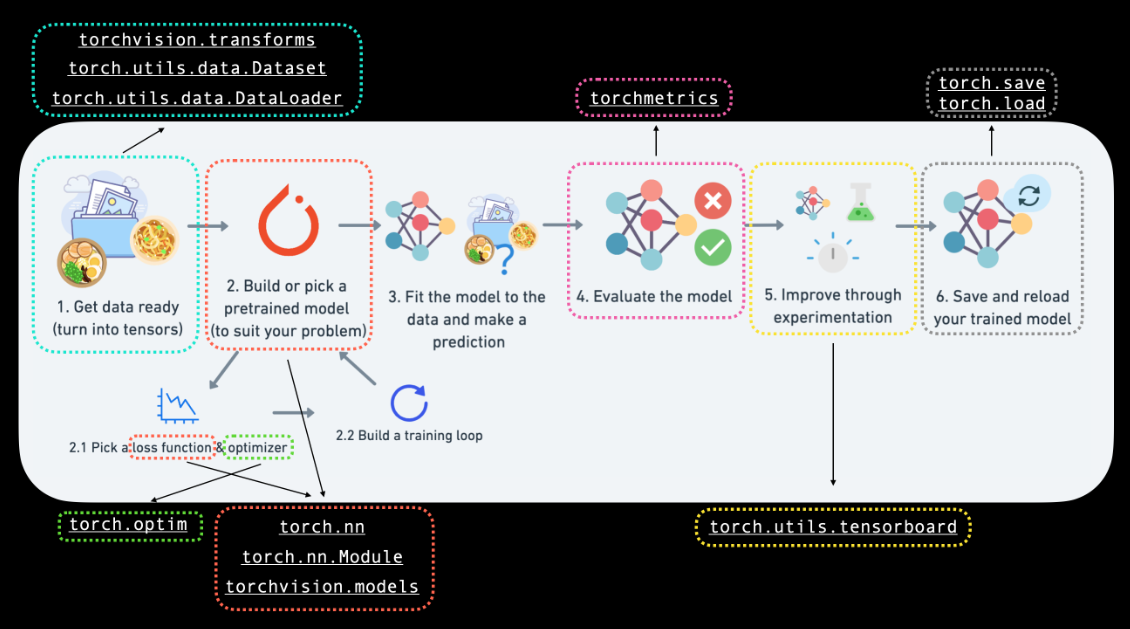 torchvision.transforms
torch.utils.data.Dataset
torch.utils.data.DataLoader
torchmetrics
torch.save
torch.load
1. Get data ready
(turn into tensors)
2. Build or pick a
pretrained model
(to suit your problem)
3. Fit the model to the
data and make a
prediction
4. Evaluate the model
5. Improve through
experimentation
6. Save and reload
your trained model
2.1 Pick a loss function & optimizer
2.2 Build a training loop
torch.optim
torch.nn
torch.nn.Module
torchvision.models
torch.utils.tensorboard